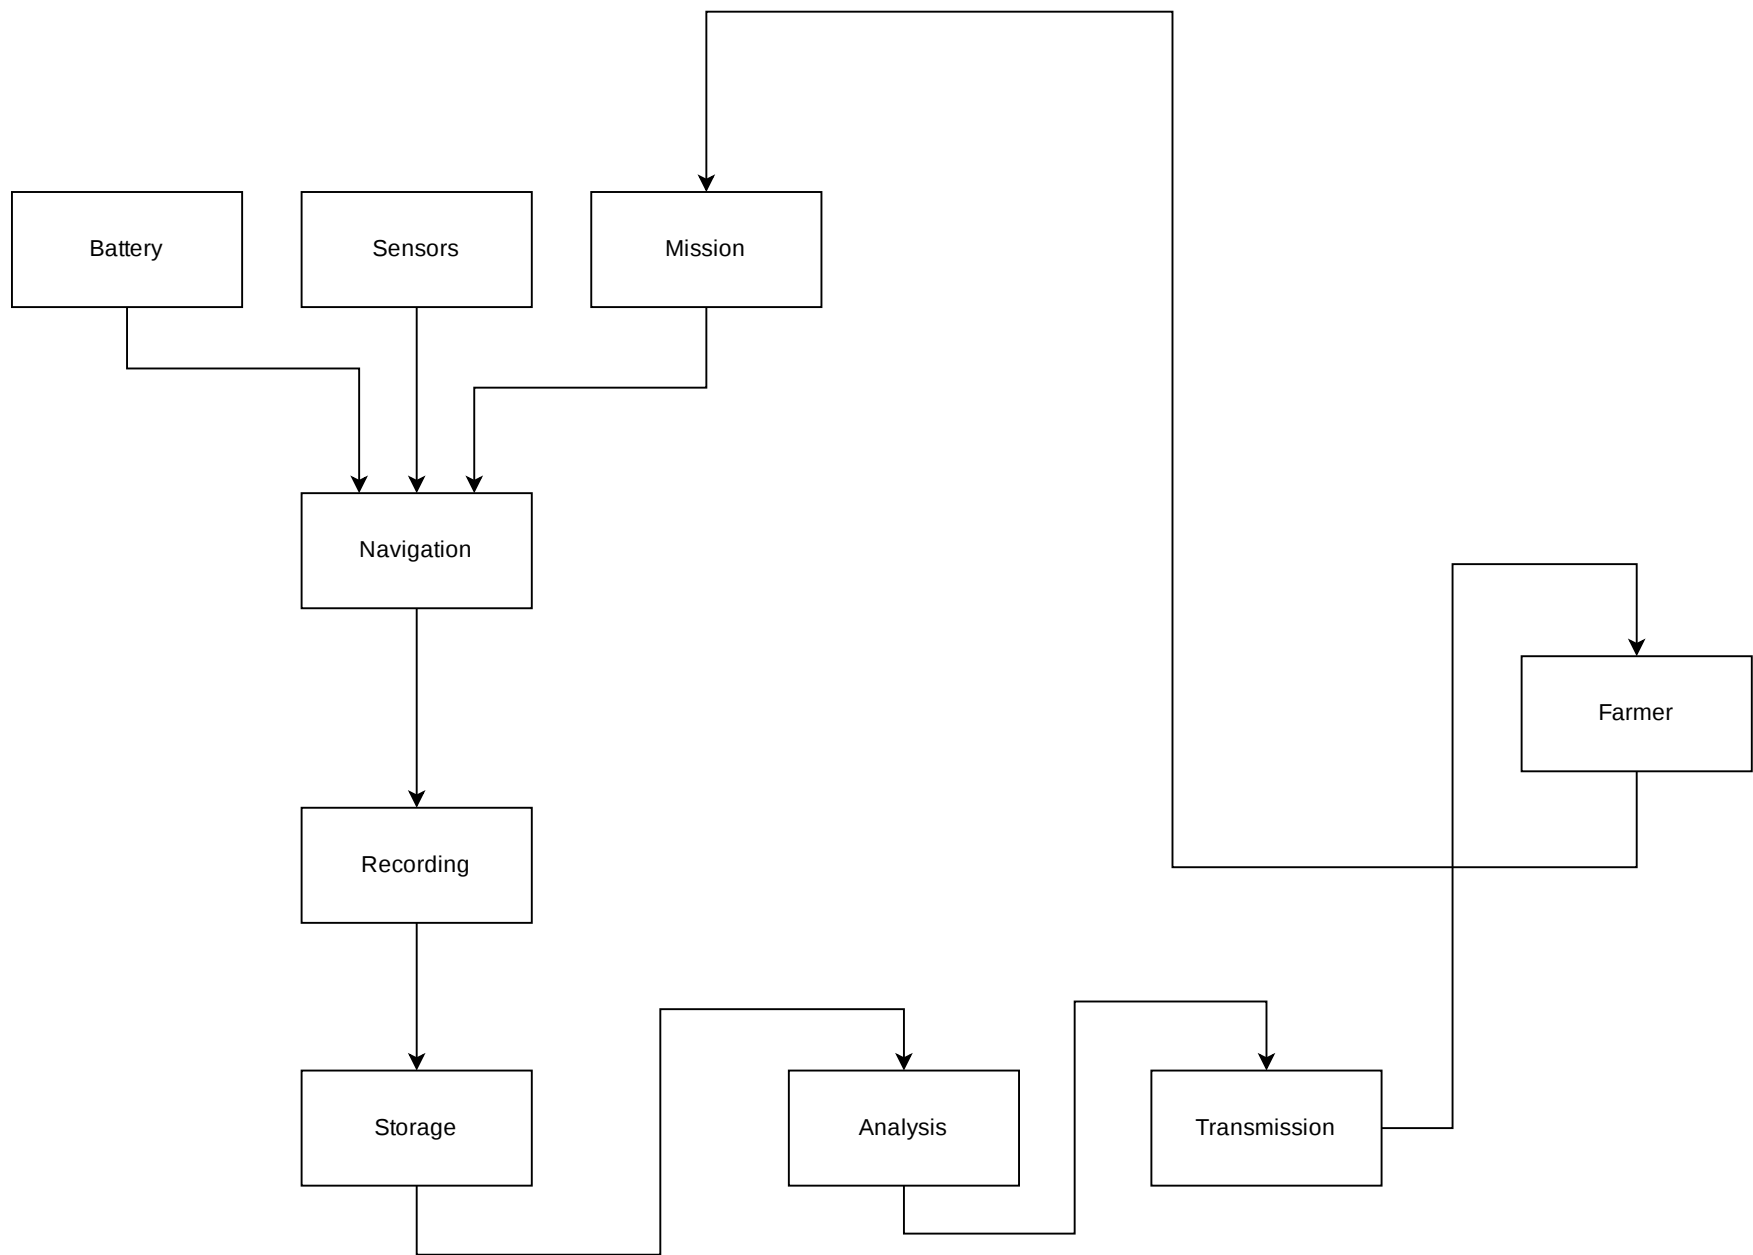 Battery
Sensors
Mission
Navigation
Farmer
Recording
Storage
Analysis
Transmission